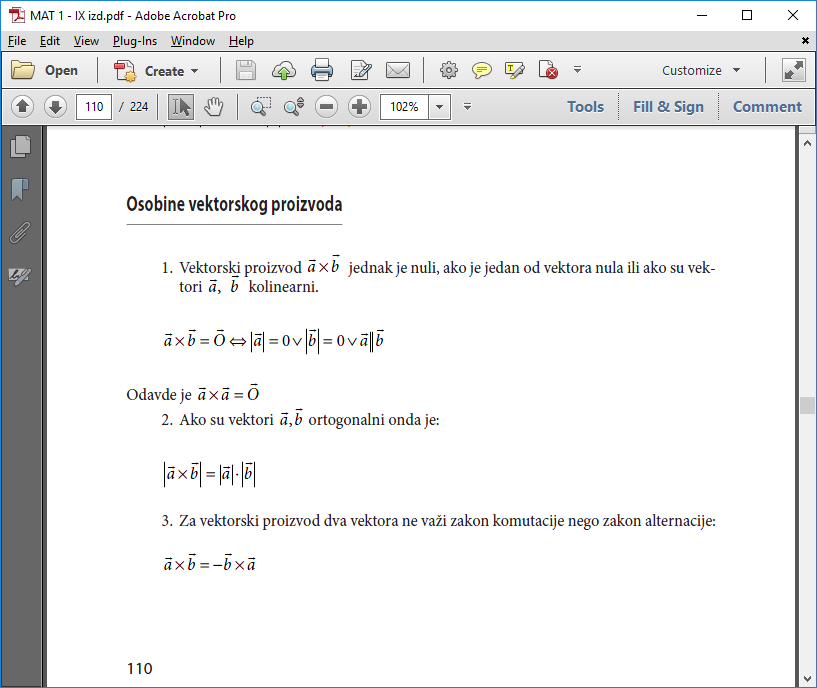 MAT 1 - IX izd.pdf - Adobe Acrobat Pro
File Edit View Plug-Ins Window Help
Open Create Customize
110 / 224 102% Tools Fill & Sign Comment
Osobine vektorskog proizvoda
1. Vektorski proizvod a⃗ × b⃗ jednak je nuli, ako je jedan od vektora nula ili ako su vek-
tori a⃗, b⃗ kolinearni.
a⃗ × b⃗ = O⃗ ⇔ |a⃗| = 0 ∨ |b⃗| = 0 ∨ a⃗ ∥ b⃗
Odavde je a⃗ × a⃗ = O⃗
2. Ako su vektori a⃗, b⃗ ortogonalni onda je:
|a⃗ × b⃗| = |a⃗| · |b⃗|
3. Za vektorski proizvod dva vektora ne važi zakon komutacije nego zakon alternacije:
a⃗ × b⃗ = −b⃗ × a⃗
110